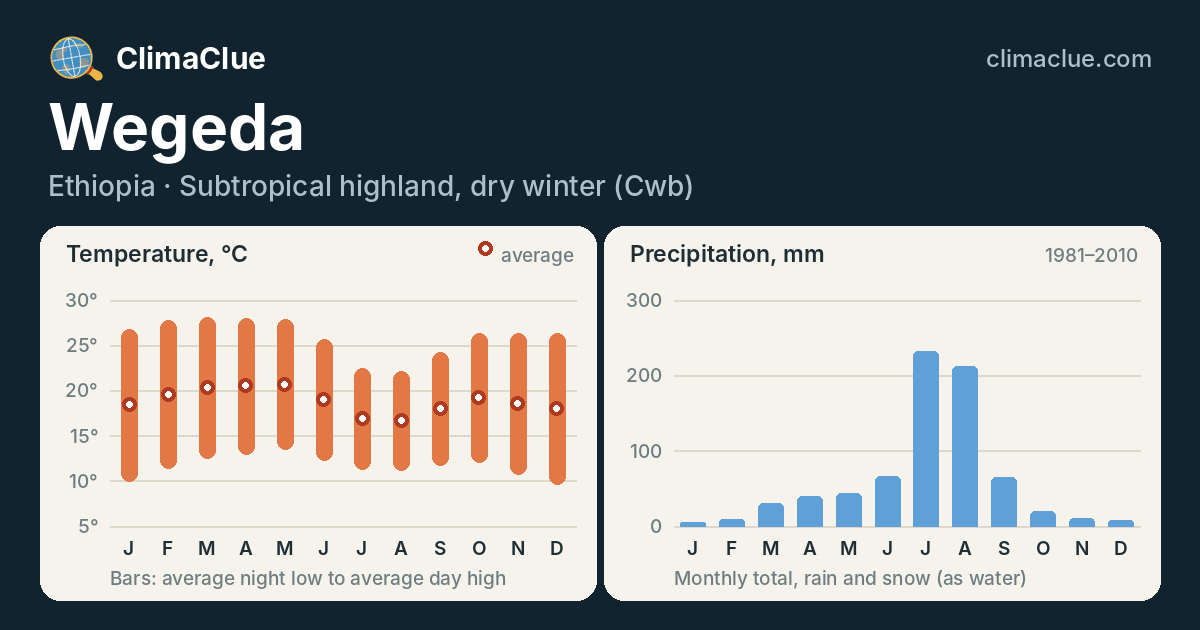 ClimaClue
climaclue.com
Wegeda
Ethiopia · Subtropical highland, dry winter (Cwb)
Temperature, °C
average
30°
25°
20°
15°
10°
5°
J F M A M J J A S O N D
Bars: average night low to average day high
Precipitation, mm
1981–2010
300
200
100
0
J F M A M J J A S O N D
Monthly total, rain and snow (as water)